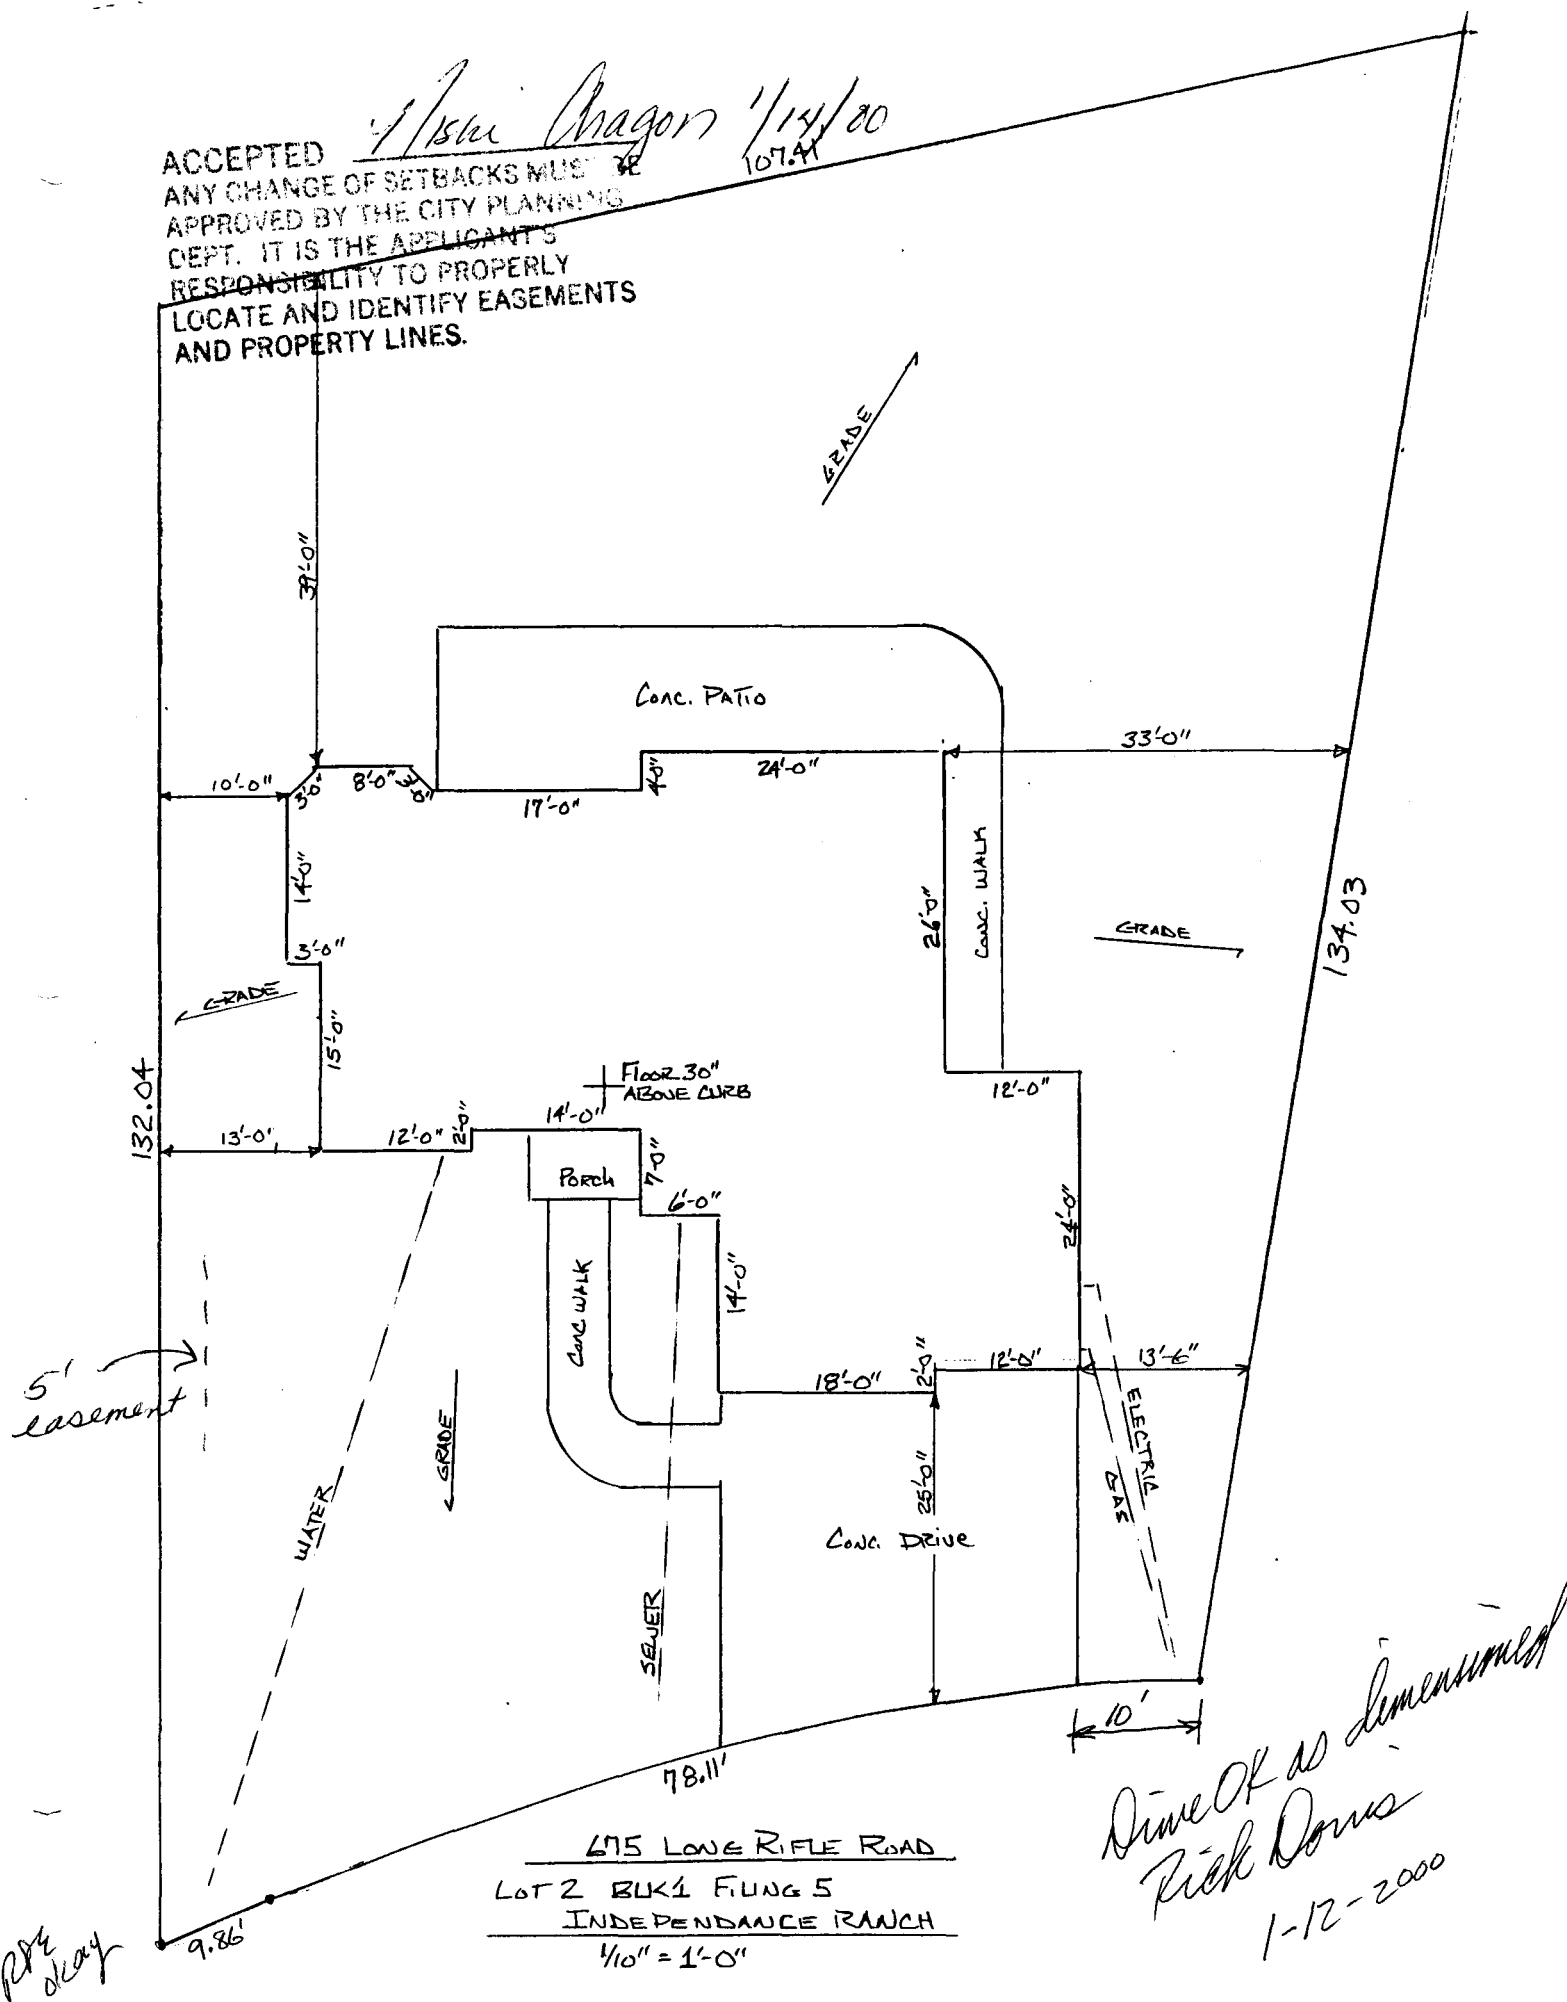 ACCEPTED 1/14/00
ANY CHANGE OF SETBACKS MUST BE
APPROVED BY THE CITY PLANNING
DEPT. IT IS THE APPLICANT'S
RESPONSIBILITY TO PROPERLY
LOCATE AND IDENTIFY EASEMENTS
AND PROPERTY LINES.
107.41
GRADE
39'-0"
CONC. PATIO
33'-0"
10'-0"
3'-0"
8'-0"
3'-0"
17'-0"
4'-0"
24'-0"
14'-0"
26'-0"
CONC. WALK
GRADE
134.03
3'-0"
GRADE
15'-0"
132.04
FLOOR 30"
ABOVE CURB
12'-0"
13'-0"
12'-0"
2'-0"
14'-0"
PORCH
7'-0"
6'-0"
24'-0"
CONC WALK
14'-0"
5'
easement
18'-0"
2'-0"
12'-0"
13'-6"
GRADE
ELECTRIC
GAS
25'-0"
WATER
CONC. DRIVE
SEWER
10'
78.11'
Drive OK as dimensioned
Rick Dorris
1-12-2000
675 LONG RIFLE ROAD
LOT 2 BLK 1 FILING 5
INDEPENDANCE RANCH
1/10" = 1'-0"
9.86'
okay